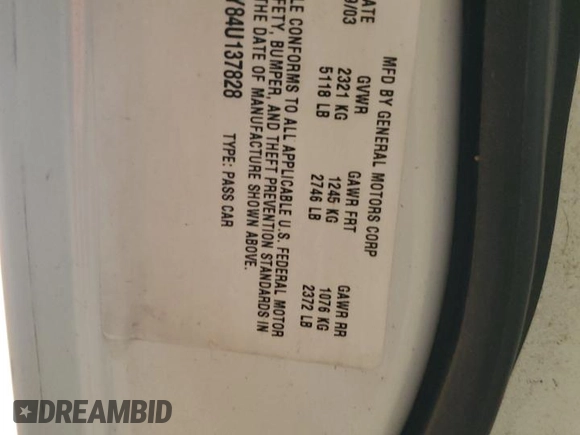 MFD BY GENERAL MOTORS CORP
ATE GVWR GAWR FRT GAWR RR
9/03 2321 KG 1245 KG 1076 KG
5118 LB 2746 LB 2372 LB
LE CONFORMS TO ALL APPLICABLE U.S. FEDERAL MOTOR
FETY, BUMPER, AND THEFT PREVENTION STANDARDS IN
THE DATE OF MANUFACTURE SHOWN ABOVE.
Y84U137828 TYPE: PASS CAR
DREAMBID